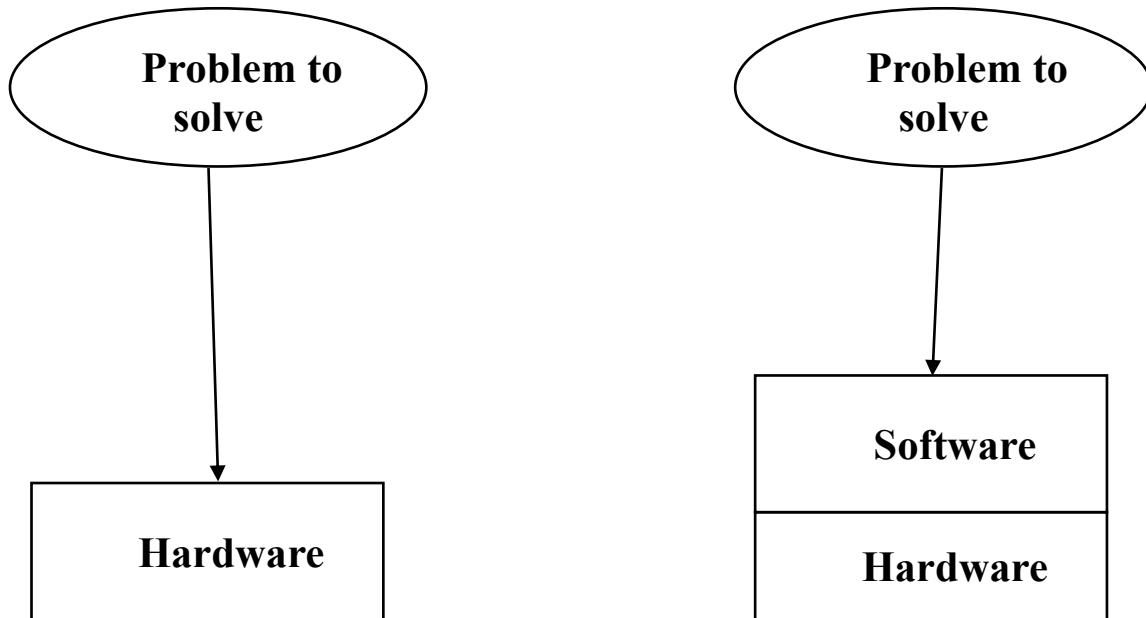 Problem to
solve
Hardware
Problem to
solve
Software
Hardware